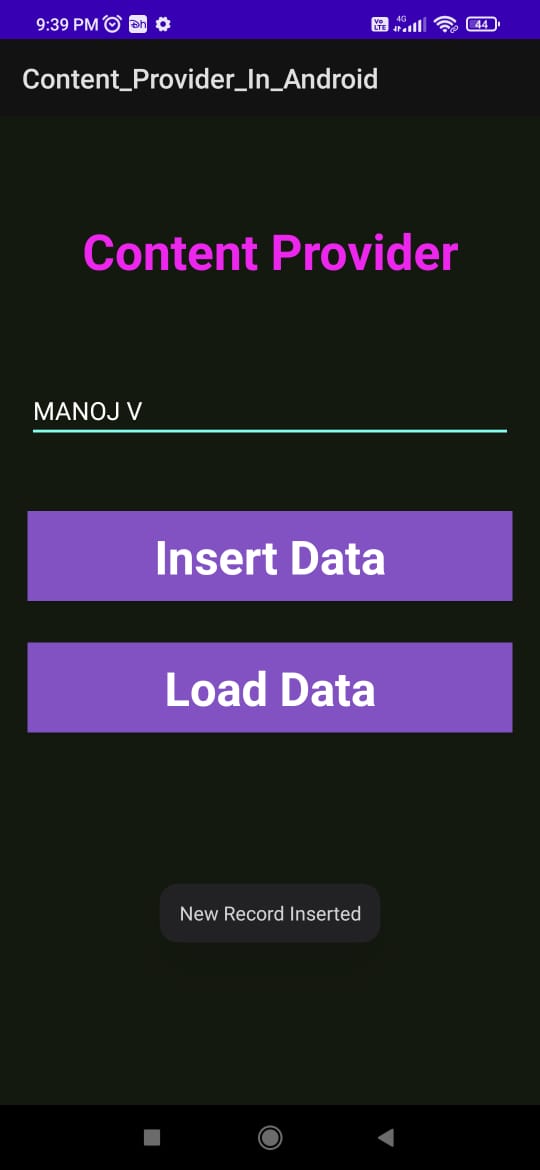 9:39 PM
Vo LTE 4G 44
Content_Provider_In_Android
Content Provider
MANOJ V
Insert Data
Load Data
New Record Inserted